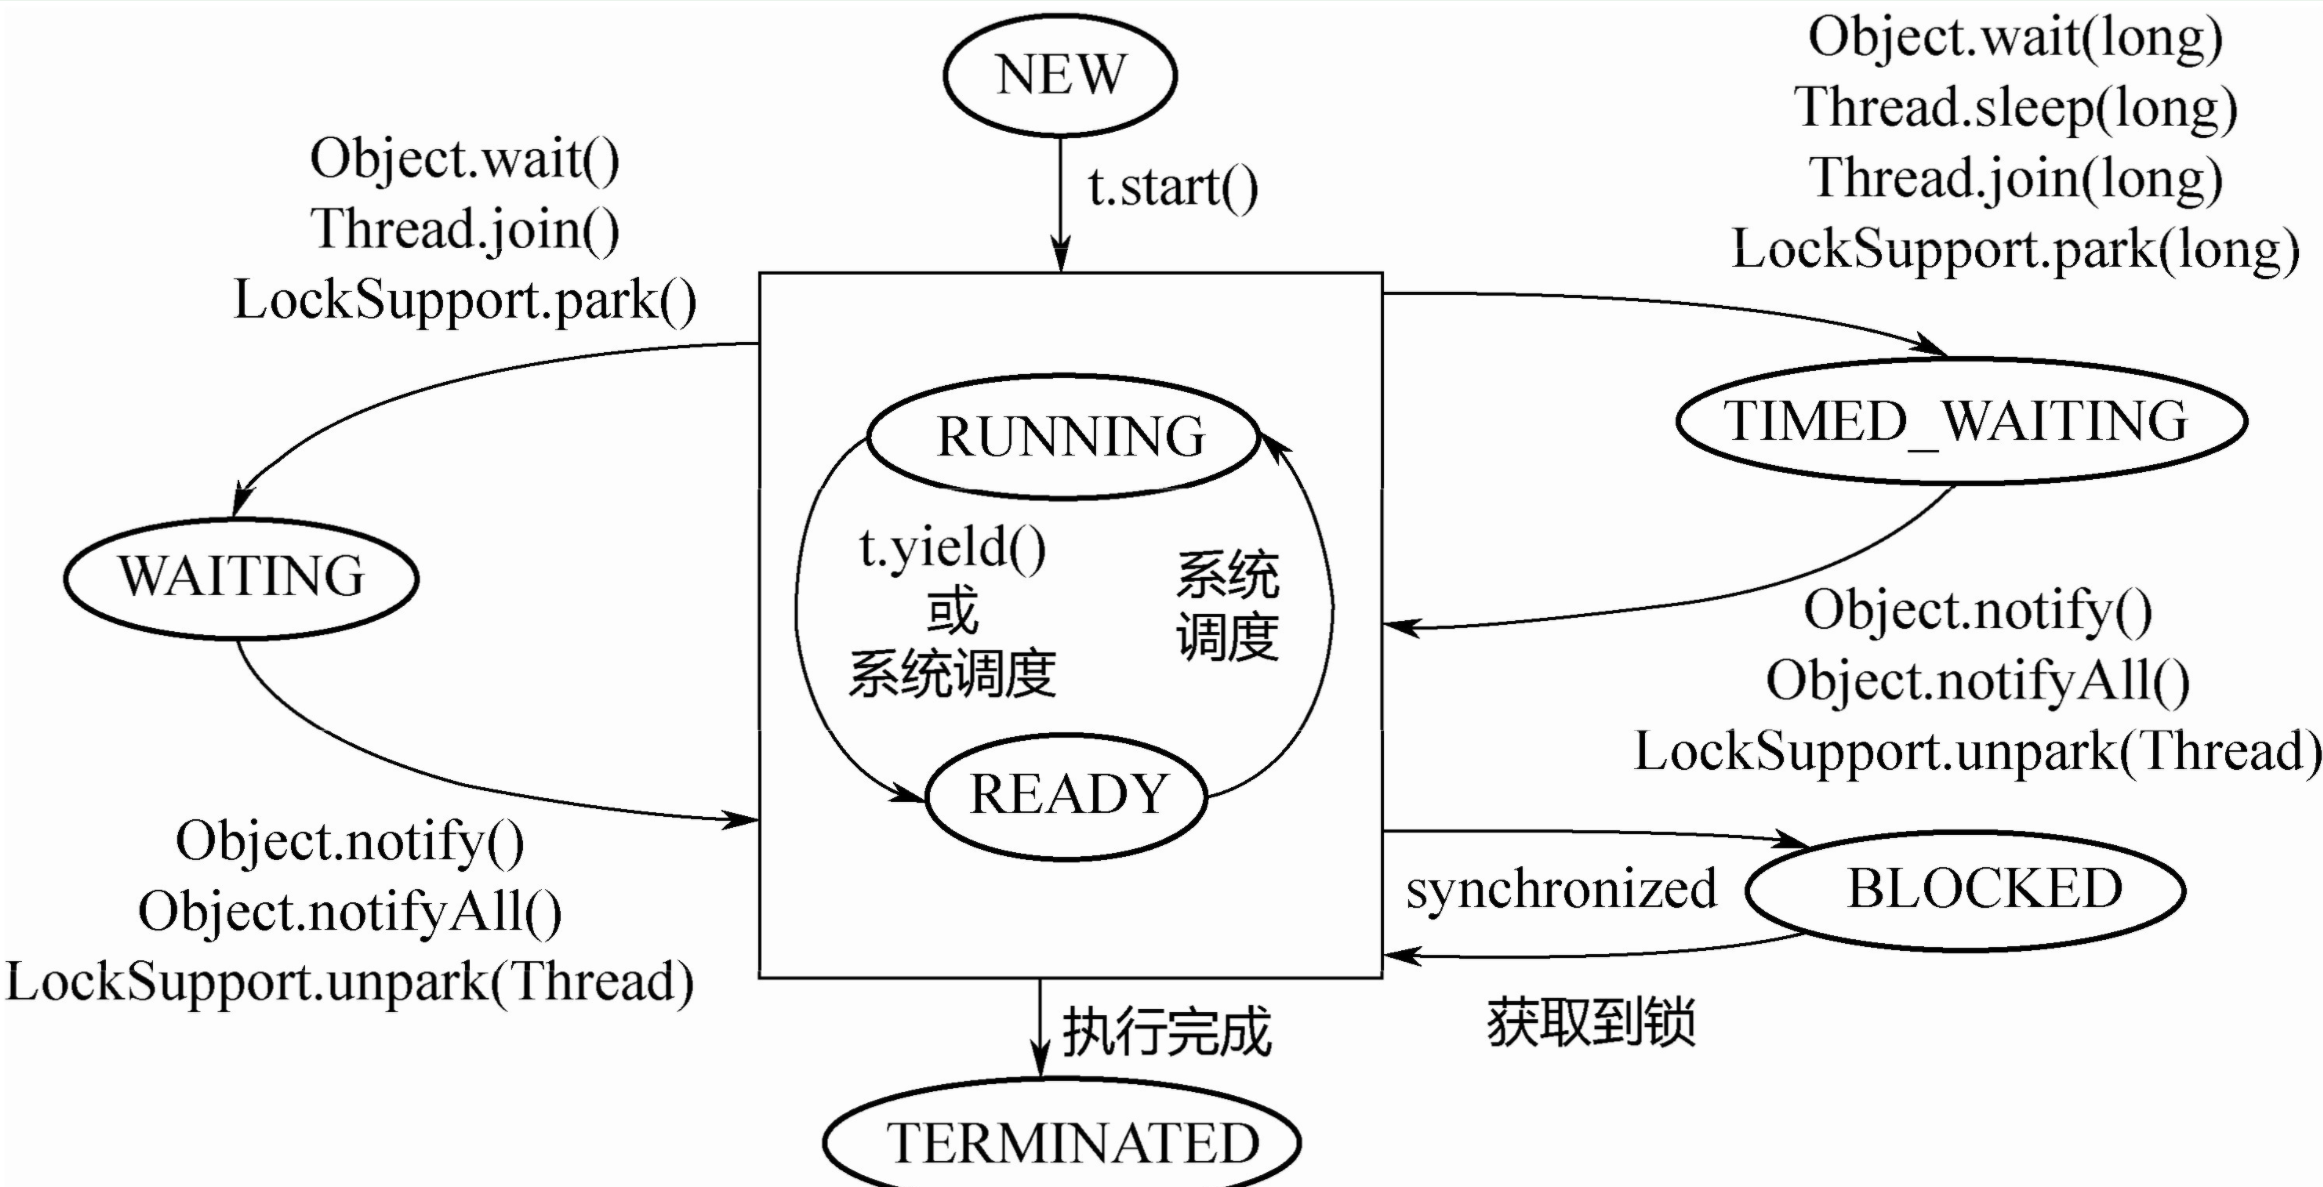 NEW
t.start()
Object.wait()
Thread.join()
LockSupport.park()
Object.wait(long)
Thread.sleep(long)
Thread.join(long)
LockSupport.park(long)
RUNNING
TIMED_WAITING
WAITING
t.yield()
或
系统调度
系统
调度
READY
Object.notify()
Object.notifyAll()
LockSupport.unpark(Thread)
Object.notify()
Object.notifyAll()
LockSupport.unpark(Thread)
synchronized
BLOCKED
获取到锁
执行完成
TERMINATED